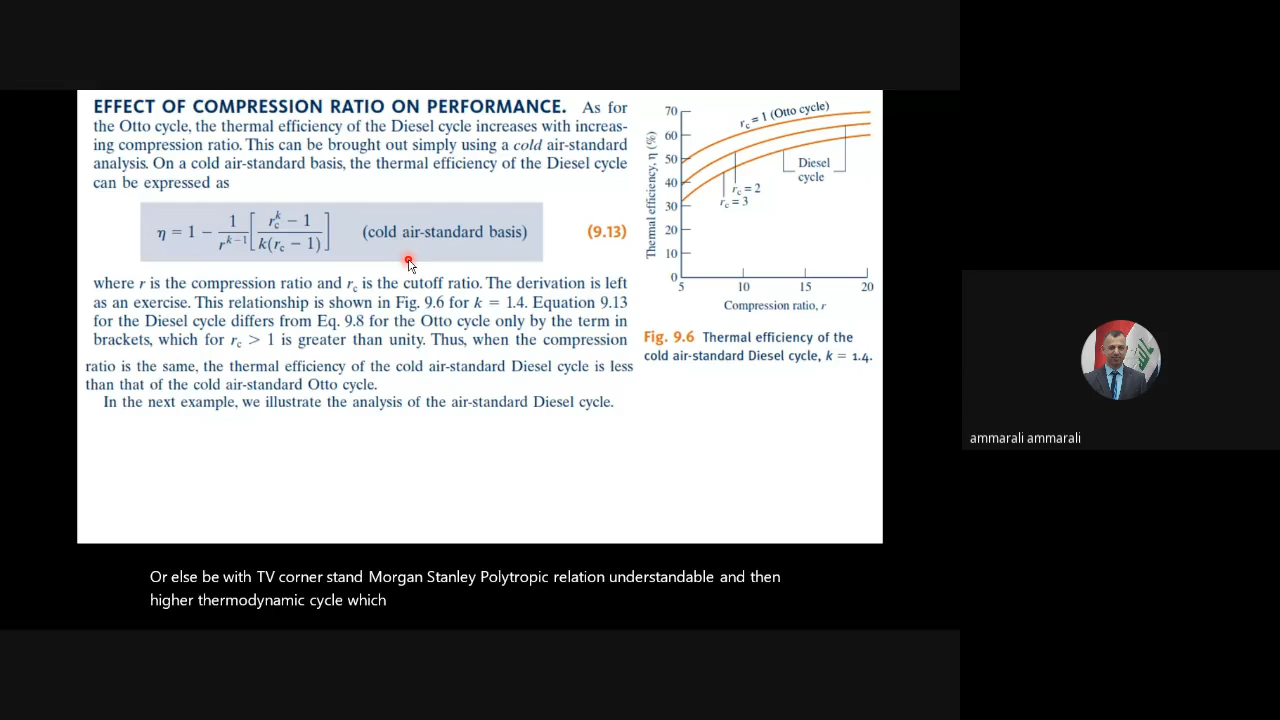 EFFECT OF COMPRESSION RATIO ON PERFORMANCE. As for
the Otto cycle, the thermal efficiency of the Diesel cycle increases with increas-
ing compression ratio. This can be brought out simply using a cold air-standard
analysis. On a cold air-standard basis, the thermal efficiency of the Diesel cycle
can be expressed as
η = 1 − 1/r^(k−1) [ (r_c^k − 1) / (k(r_c − 1)) ] (cold air-standard basis) (9.13)
where r is the compression ratio and r_c is the cutoff ratio. The derivation is left
as an exercise. This relationship is shown in Fig. 9.6 for k = 1.4. Equation 9.13
for the Diesel cycle differs from Eq. 9.8 for the Otto cycle only by the term in
brackets, which for r_c > 1 is greater than unity. Thus, when the compression
ratio is the same, the thermal efficiency of the cold air-standard Diesel cycle is less
than that of the cold air-standard Otto cycle.
In the next example, we illustrate the analysis of the air-standard Diesel cycle.
Thermal efficiency, η (%)
70
60
50
40
30
20
10
0
r_c = 1 (Otto cycle)
Diesel
cycle
r_c = 2
r_c = 3
5 10 15 20
Compression ratio, r
Fig. 9.6 Thermal efficiency of the
cold air-standard Diesel cycle, k = 1.4.
ammarali ammarali
Or else be with TV corner stand Morgan Stanley Polytropic relation understandable and then
higher thermodynamic cycle which